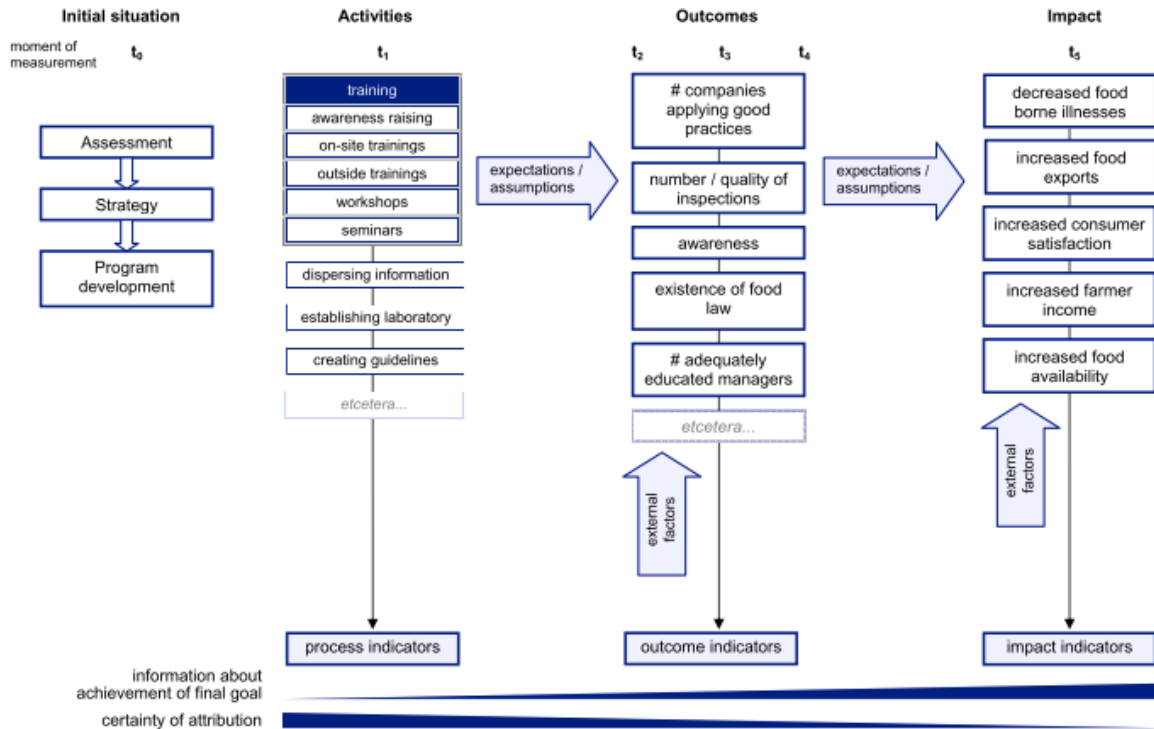 Initial situation
Activities
Outcomes
Impact
moment of
measurement
t0
t1
t2
t3
t4
t5
Assessment
Strategy
Program
development
training
awareness raising
on-site trainings
outside trainings
workshops
seminars
dispersing information
establishing laboratory
creating guidelines
etcetera...
expectations /
assumptions
# companies
applying good
practices
number / quality of
inspections
awareness
existence of food
law
# adequately
educated managers
etcetera...
external
factors
expectations /
assumptions
decreased food
borne illnesses
increased food
exports
increased consumer
satisfaction
increased farmer
income
increased food
availability
external
factors
process indicators
outcome indicators
impact indicators
information about
achievement of final goal
certainty of attribution